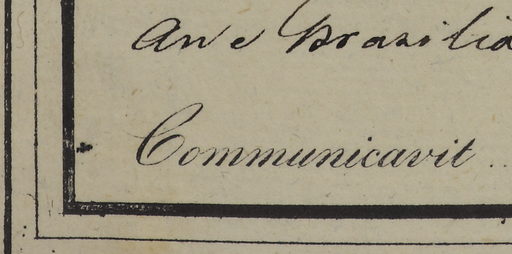 An e Brasilia
Communicavit ..